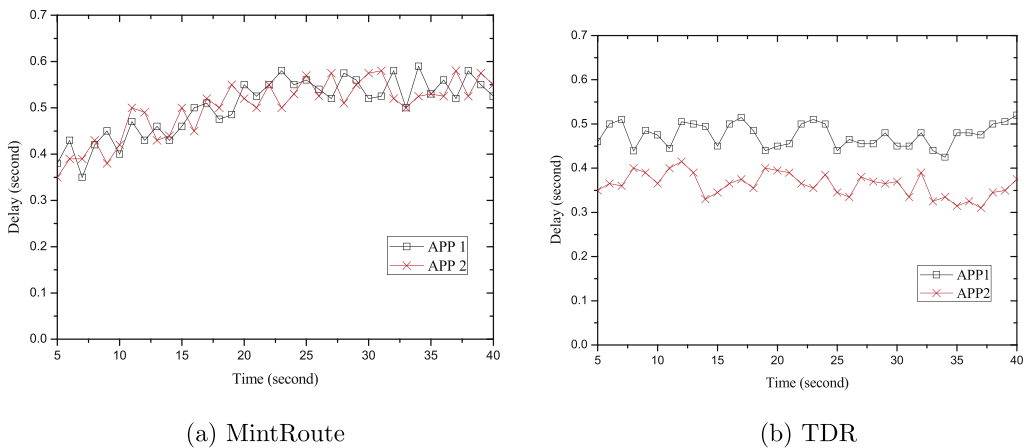 0.7
0.6
0.5
0.4
0.3
0.2
0.1
0.0
Delay (second)
5 10 15 20 25 30 35 40
Time (second)
APP 1
APP 2
(a) MintRoute
0.7
0.6
0.5
0.4
0.3
0.2
0.1
0.0
Delay (second)
5 10 15 20 25 30 35 40
Time (second)
APP1
APP2
(b) TDR